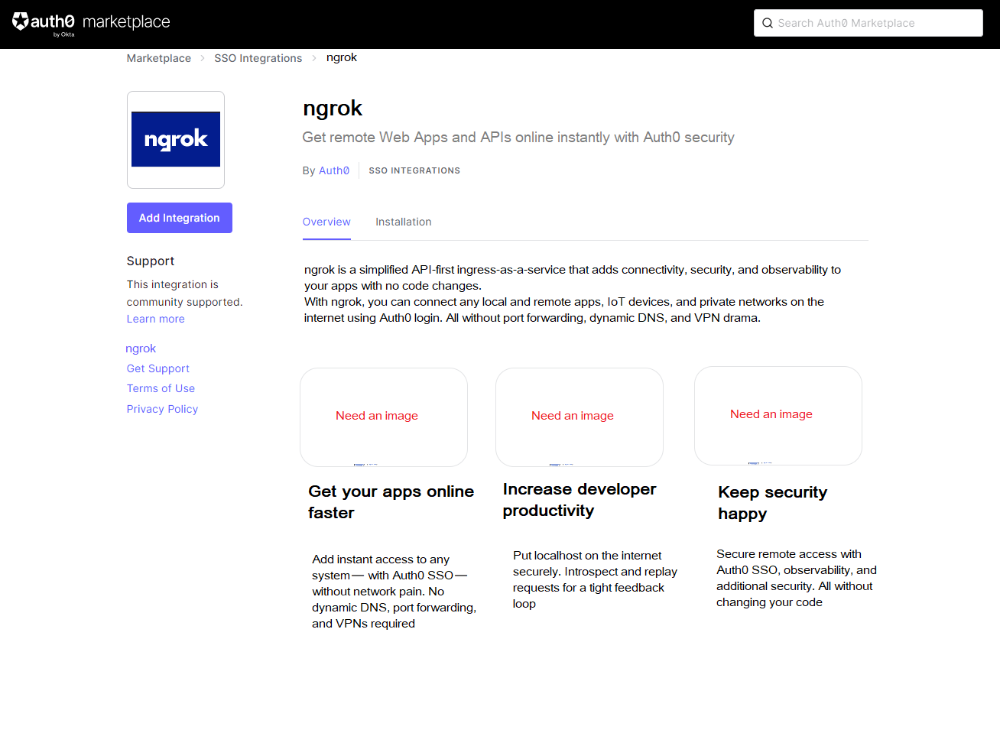 auth0 marketplace
by Okta
Search Auth0 Marketplace
Marketplace > SSO Integrations > ngrok
ngrok
Add Integration
Support
This integration is
community supported.
Learn more
ngrok
Get Support
Terms of Use
Privacy Policy
ngrok
Get remote Web Apps and APIs online instantly with Auth0 security
By Auth0 SSO INTEGRATIONS
Overview Installation
ngrok is a simplified API-first ingress-as-a-service that adds connectivity, security, and observability to
your apps with no code changes.
With ngrok, you can connect any local and remote apps, IoT devices, and private networks on the
internet using Auth0 login. All without port forwarding, dynamic DNS, and VPN drama.
Need an image
Get your apps online
faster
Add instant access to any
system— with Auth0 SSO—
without network pain. No
dynamic DNS, port forwarding,
and VPNs required
Need an image
Increase developer
productivity
Put localhost on the internet
securely. Introspect and replay
requests for a tight feedback
loop
Need an image
Keep security
happy
Secure remote access with
Auth0 SSO, observability, and
additional security. All without
changing your code